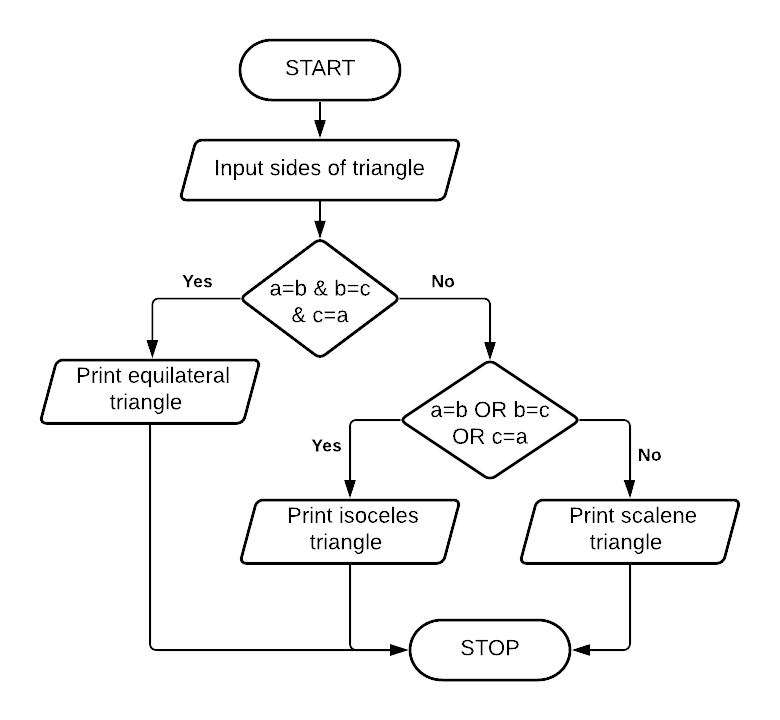 START
Input sides of triangle
Yes
No
a=b & b=c
& c=a
Print equilateral
triangle
a=b OR b=c
OR c=a
Yes
No
Print isoceles
triangle
Print scalene
triangle
STOP